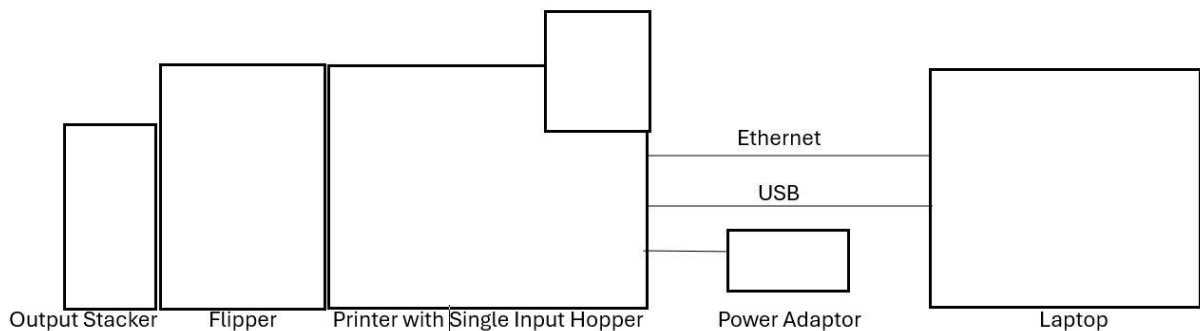 Ethernet
USB
Output Stacker
Flipper
Printer with Single Input Hopper
Power Adaptor
Laptop